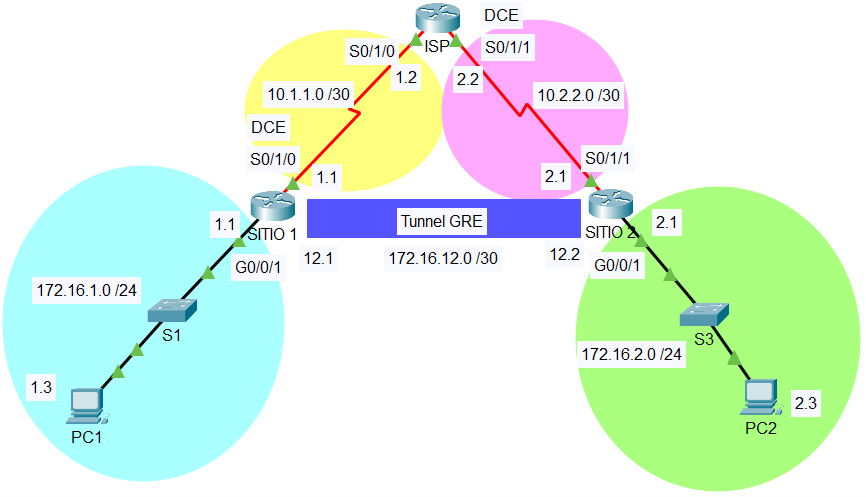 DCE
ISP
S0/1/0
S0/1/1
1.2
2.2
10.1.1.0 /30
10.2.2.0 /30
DCE
S0/1/0
S0/1/1
1.1
2.1
1.1
SITIO 1
Tunnel GRE
SITIO 2
2.1
12.1
172.16.12.0 /30
12.2
G0/0/1
G0/0/1
172.16.1.0 /24
S1
S3
172.16.2.0 /24
1.3
2.3
PC1
PC2